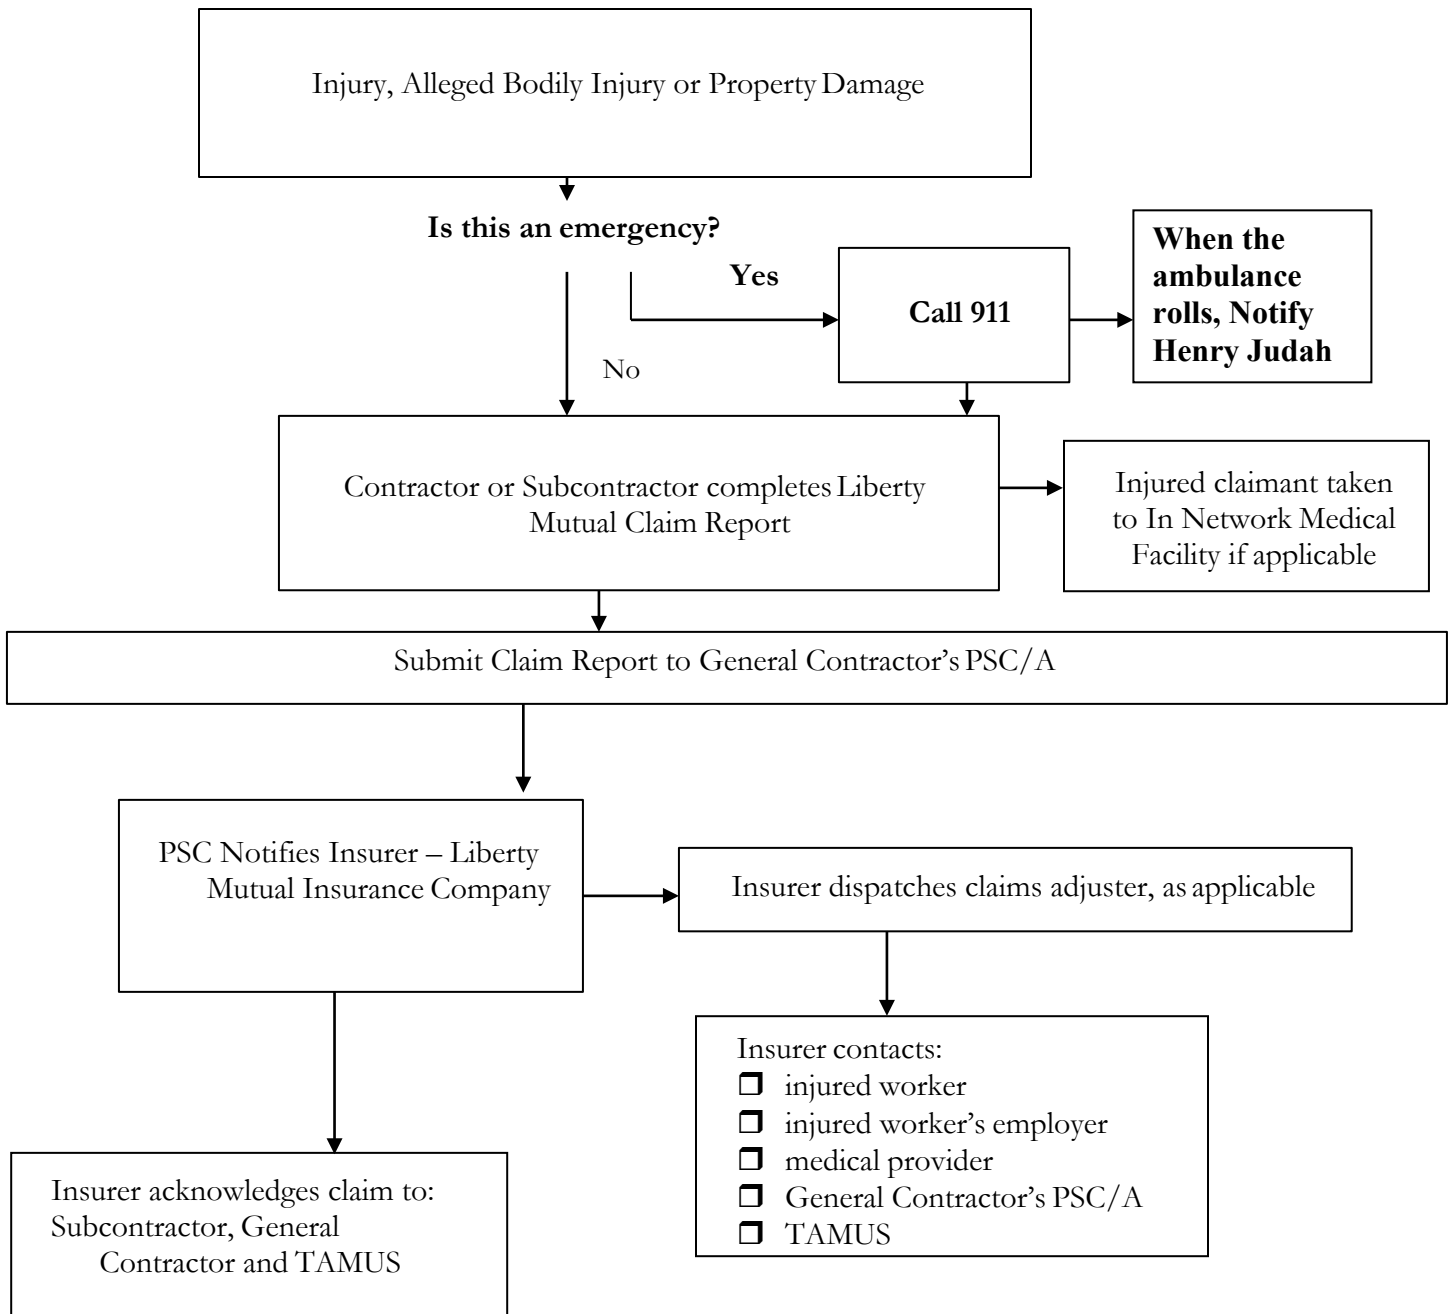 Injury, Alleged Bodily Injury or Property Damage
Is this an emergency?
Yes
Call 911
When the
ambulance
rolls, Notify
Henry Judah
No
Contractor or Subcontractor completes Liberty
Mutual Claim Report
Injured claimant taken
to In Network Medical
Facility if applicable
Submit Claim Report to General Contractor’s PSC/A
PSC Notifies Insurer – Liberty
Mutual Insurance Company
Insurer dispatches claims adjuster, as applicable
Insurer contacts:
❒ injured worker
❒ injured worker’s employer
❒ medical provider
❒ General Contractor’s PSC/A
❒ TAMUS
Insurer acknowledges claim to:
Subcontractor, General
Contractor and TAMUS